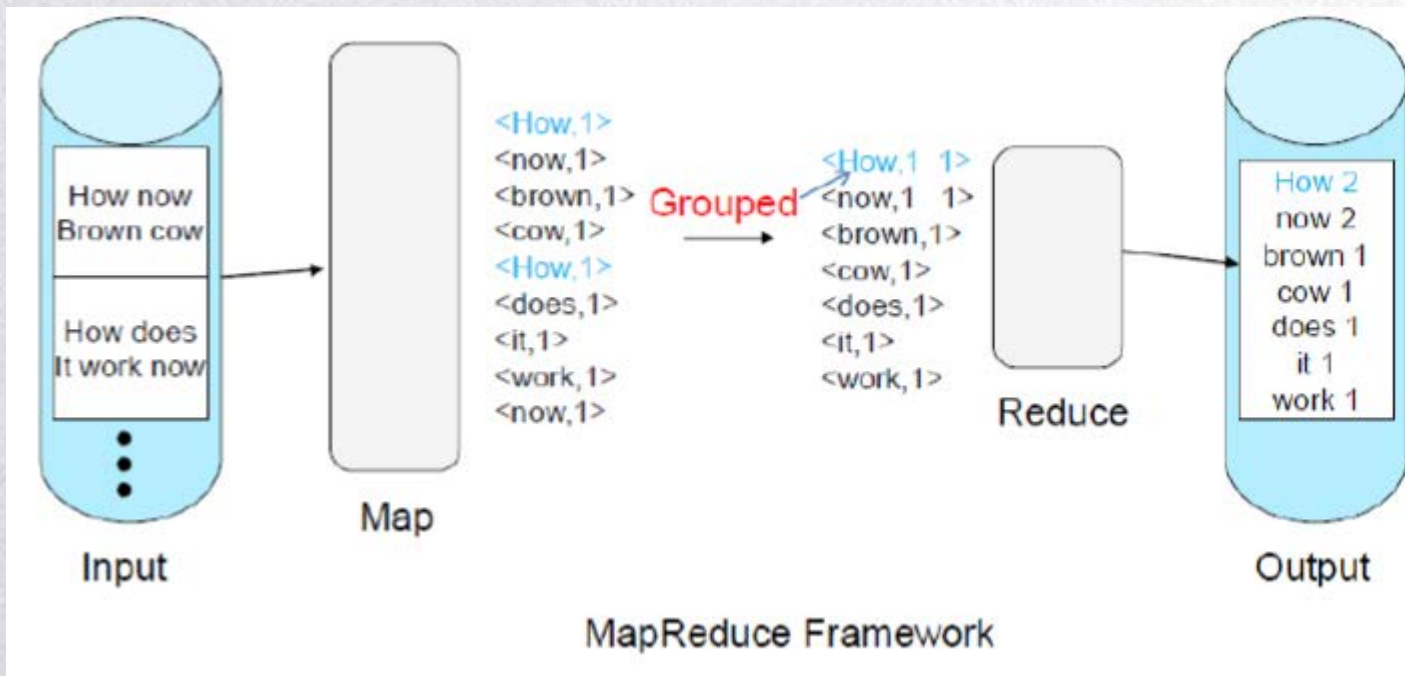 How now
Brown cow
How does
It work now
Input
Map
<How,1>
<now,1>
<brown,1>
<cow,1>
<How,1>
<does,1>
<it,1>
<work,1>
<now,1>
Grouped
<How,1 1>
<now,1 1>
<brown,1>
<cow,1>
<does,1>
<it,1>
<work,1>
Reduce
How 2
now 2
brown 1
cow 1
does 1
it 1
work 1
Output
MapReduce Framework